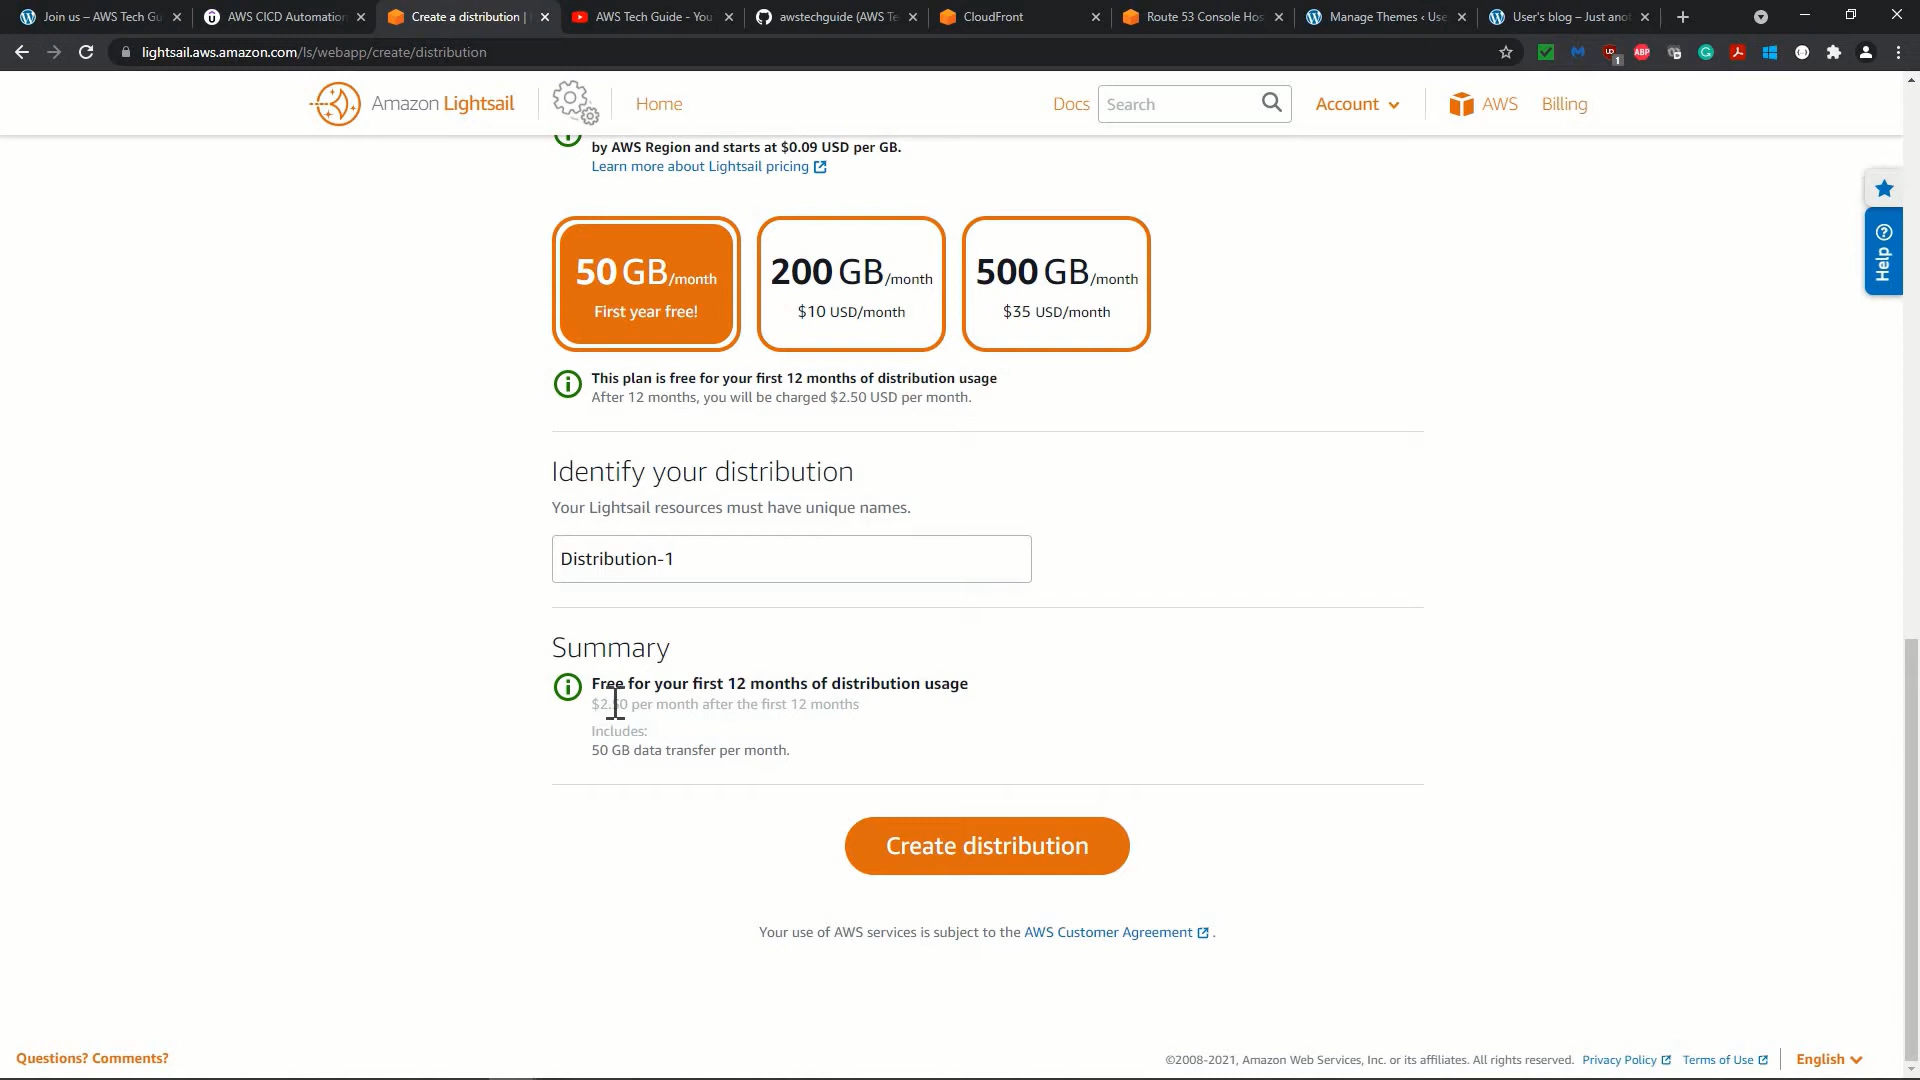 Join us – AWS Tech Gu
AWS CICD Automation
Create a distribution |
AWS Tech Guide - You
awstechguide (AWS Te
CloudFront
Route 53 Console Hos
Manage Themes ‹ Use
User's blog – Just ano
lightsail.aws.amazon.com/ls/webapp/create/distribution
Amazon Lightsail
Home
Docs
Search
Account
AWS
Billing
by AWS Region and starts at $0.09 USD per GB.
Learn more about Lightsail pricing
50 GB/month
First year free!
200 GB/month
$10 USD/month
500 GB/month
$35 USD/month
Help
This plan is free for your first 12 months of distribution usage
After 12 months, you will be charged $2.50 USD per month.
Identify your distribution
Your Lightsail resources must have unique names.
Distribution-1
Summary
Free for your first 12 months of distribution usage
$2.50 per month after the first 12 months
Includes:
50 GB data transfer per month.
Create distribution
Your use of AWS services is subject to the AWS Customer Agreement .
Questions? Comments?
©2008-2021, Amazon Web Services, Inc. or its affiliates. All rights reserved.
Privacy Policy
Terms of Use
English